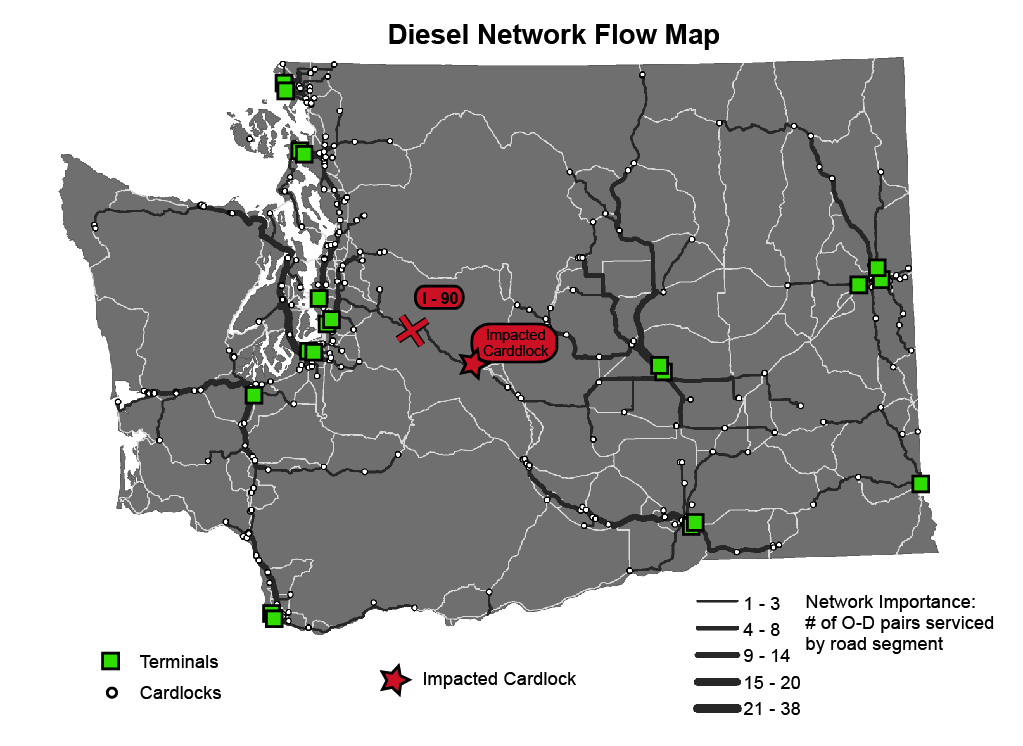 Diesel Network Flow Map
I - 90
Impacted
Carddlock
1 - 3
4 - 8
9 - 14
15 - 20
21 - 38
Network Importance:
# of O-D pairs serviced
by road segment
Terminals
Cardlocks
Impacted Cardlock